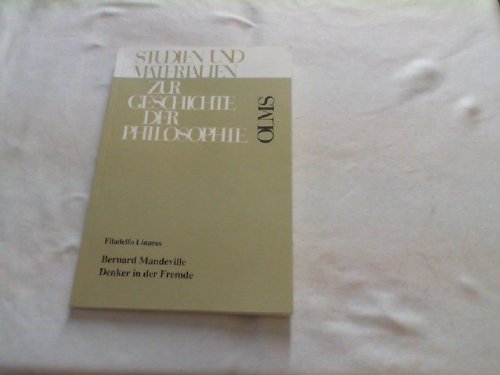 STUDIEN UND
MATERIALIEN
ZUR
GESCHICHTE
DER
PHILOSOPHIE
OLMS
Filadelfo Linares
Bernard Mandeville
Denker in der Fremde